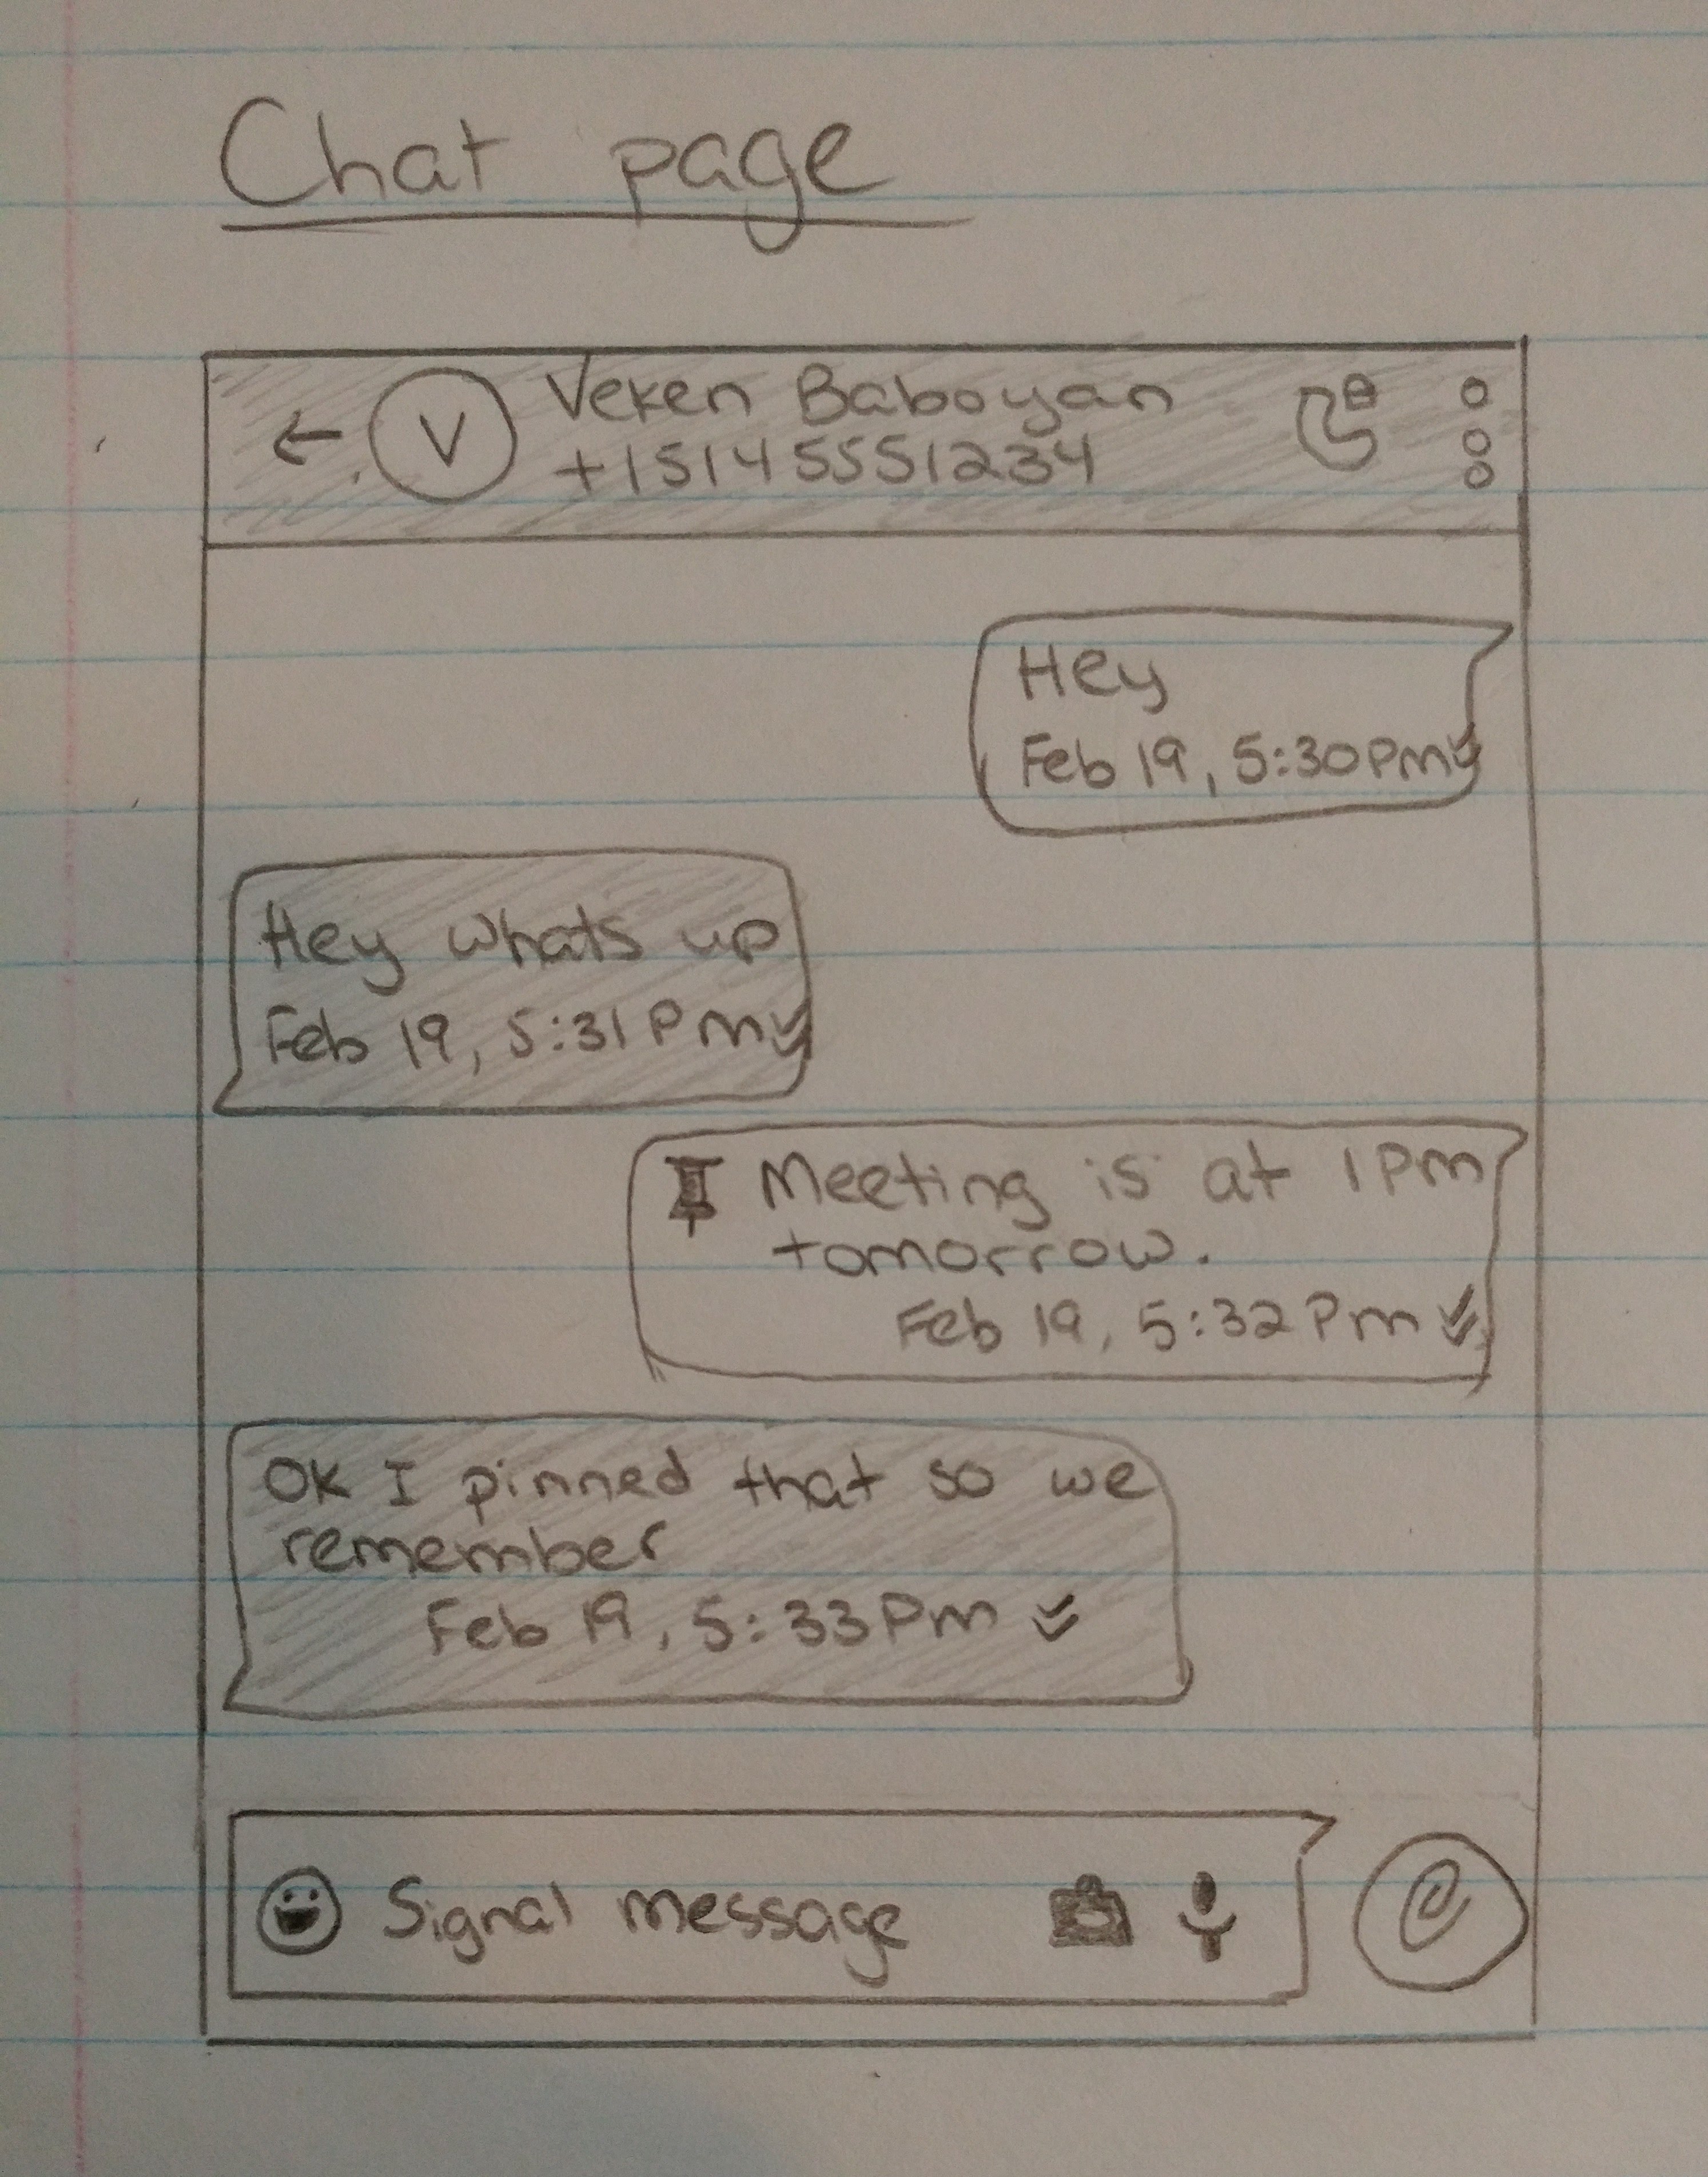 Chat page
V
Veken Baboyan
+15145551234
Hey
Feb 19, 5:30PM
Hey whats up
Feb 19, 5:31PM
Meeting is at 1PM
tomorrow.
Feb 19, 5:32PM
OK I pinned that so we
remember
Feb 19, 5:33PM
Signal message